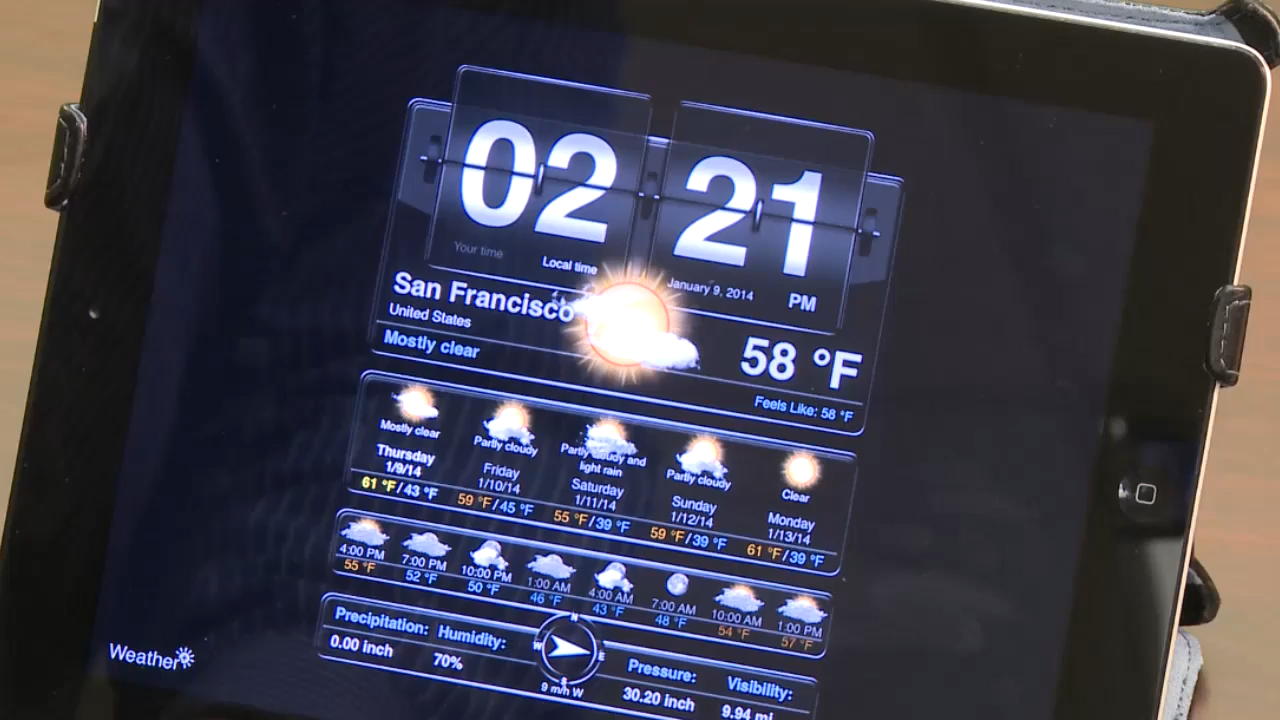 02 21
Your time
Local time
January 9, 2014
PM
San Francisco
United States
Mostly clear
58 °F
Feels Like: 58 °F
Mostly clear
Thursday
1/9/14
61 °F / 43 °F
Partly cloudy
Friday
1/10/14
59 °F / 45 °F
Partly cloudy and
light rain
Saturday
1/11/14
55 °F / 39 °F
Partly cloudy
Sunday
1/12/14
59 °F / 39 °F
Clear
Monday
1/13/14
61 °F / 39 °F
4:00 PM
55 °F
7:00 PM
52 °F
10:00 PM
50 °F
1:00 AM
46 °F
4:00 AM
43 °F
7:00 AM
48 °F
10:00 AM
54 °F
1:00 PM
57 °F
Precipitation:
0.00 inch
Humidity:
70%
N
W
E
S
9 m/h W
Pressure:
30.20 inch
Visibility:
9.94 mi
Weather